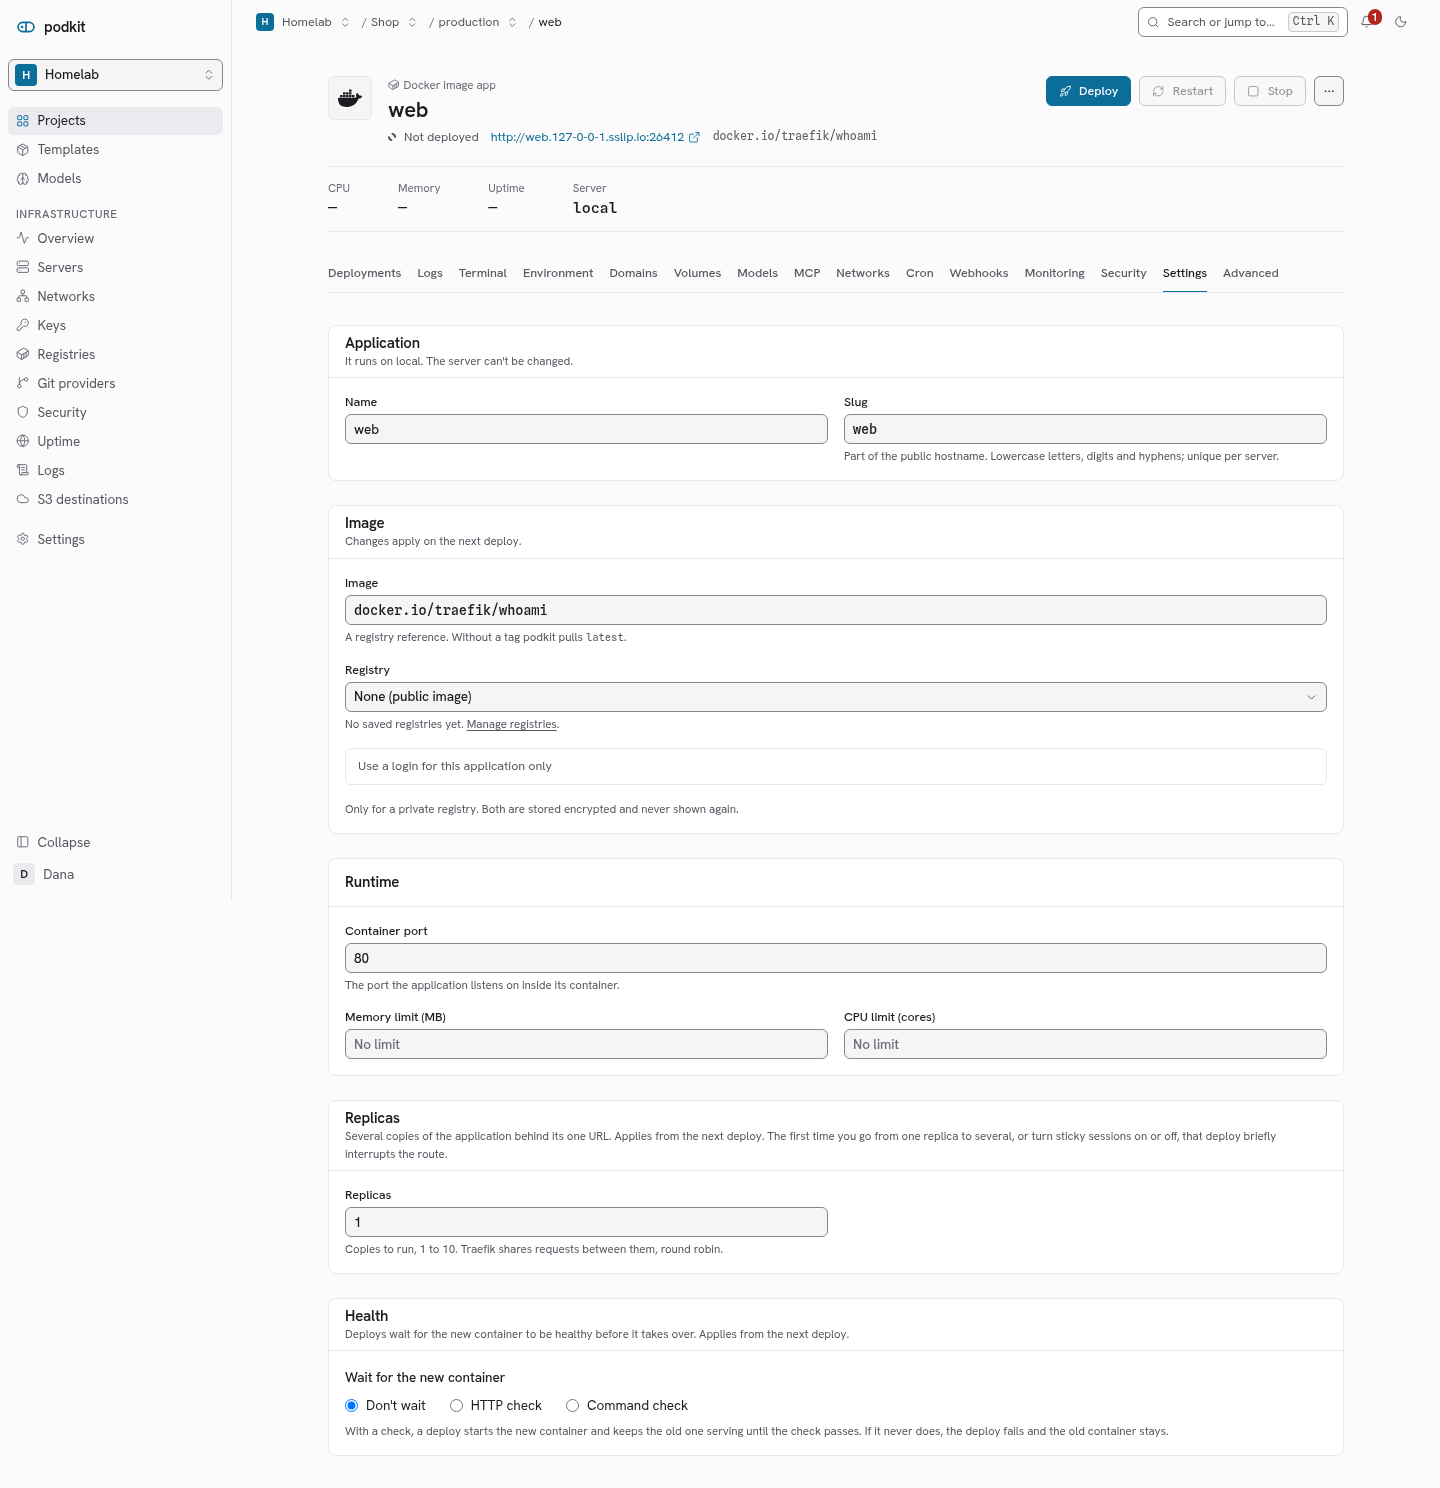 podkit
H Homelab
Projects
Templates
Models
INFRASTRUCTURE
Overview
Servers
Networks
Keys
Registries
Git providers
Security
Uptime
Logs
S3 destinations
Settings
Collapse
D Dana
H Homelab / Shop / production / web
Search or jump to... Ctrl K
1
Docker image app
web
Not deployed http://web.127-0-0-1.sslip.io:26412 docker.io/traefik/whoami
Deploy Restart Stop ...
CPU Memory Uptime Server
— — — local
Deployments Logs Terminal Environment Domains Volumes Models MCP Networks Cron Webhooks Monitoring Security Settings Advanced
Application
It runs on local. The server can't be changed.
Name Slug
web web
Part of the public hostname. Lowercase letters, digits and hyphens; unique per server.
Image
Changes apply on the next deploy.
Image
docker.io/traefik/whoami
A registry reference. Without a tag podkit pulls latest.
Registry
None (public image)
No saved registries yet. Manage registries.
Use a login for this application only
Only for a private registry. Both are stored encrypted and never shown again.
Runtime
Container port
80
The port the application listens on inside its container.
Memory limit (MB) CPU limit (cores)
No limit No limit
Replicas
Several copies of the application behind its one URL. Applies from the next deploy. The first time you go from one replica to several, or turn sticky sessions on or off, that deploy briefly
interrupts the route.
Replicas
1
Copies to run, 1 to 10. Traefik shares requests between them, round robin.
Health
Deploys wait for the new container to be healthy before it takes over. Applies from the next deploy.
Wait for the new container
Don't wait HTTP check Command check
With a check, a deploy starts the new container and keeps the old one serving until the check passes. If it never does, the deploy fails and the old container stays.